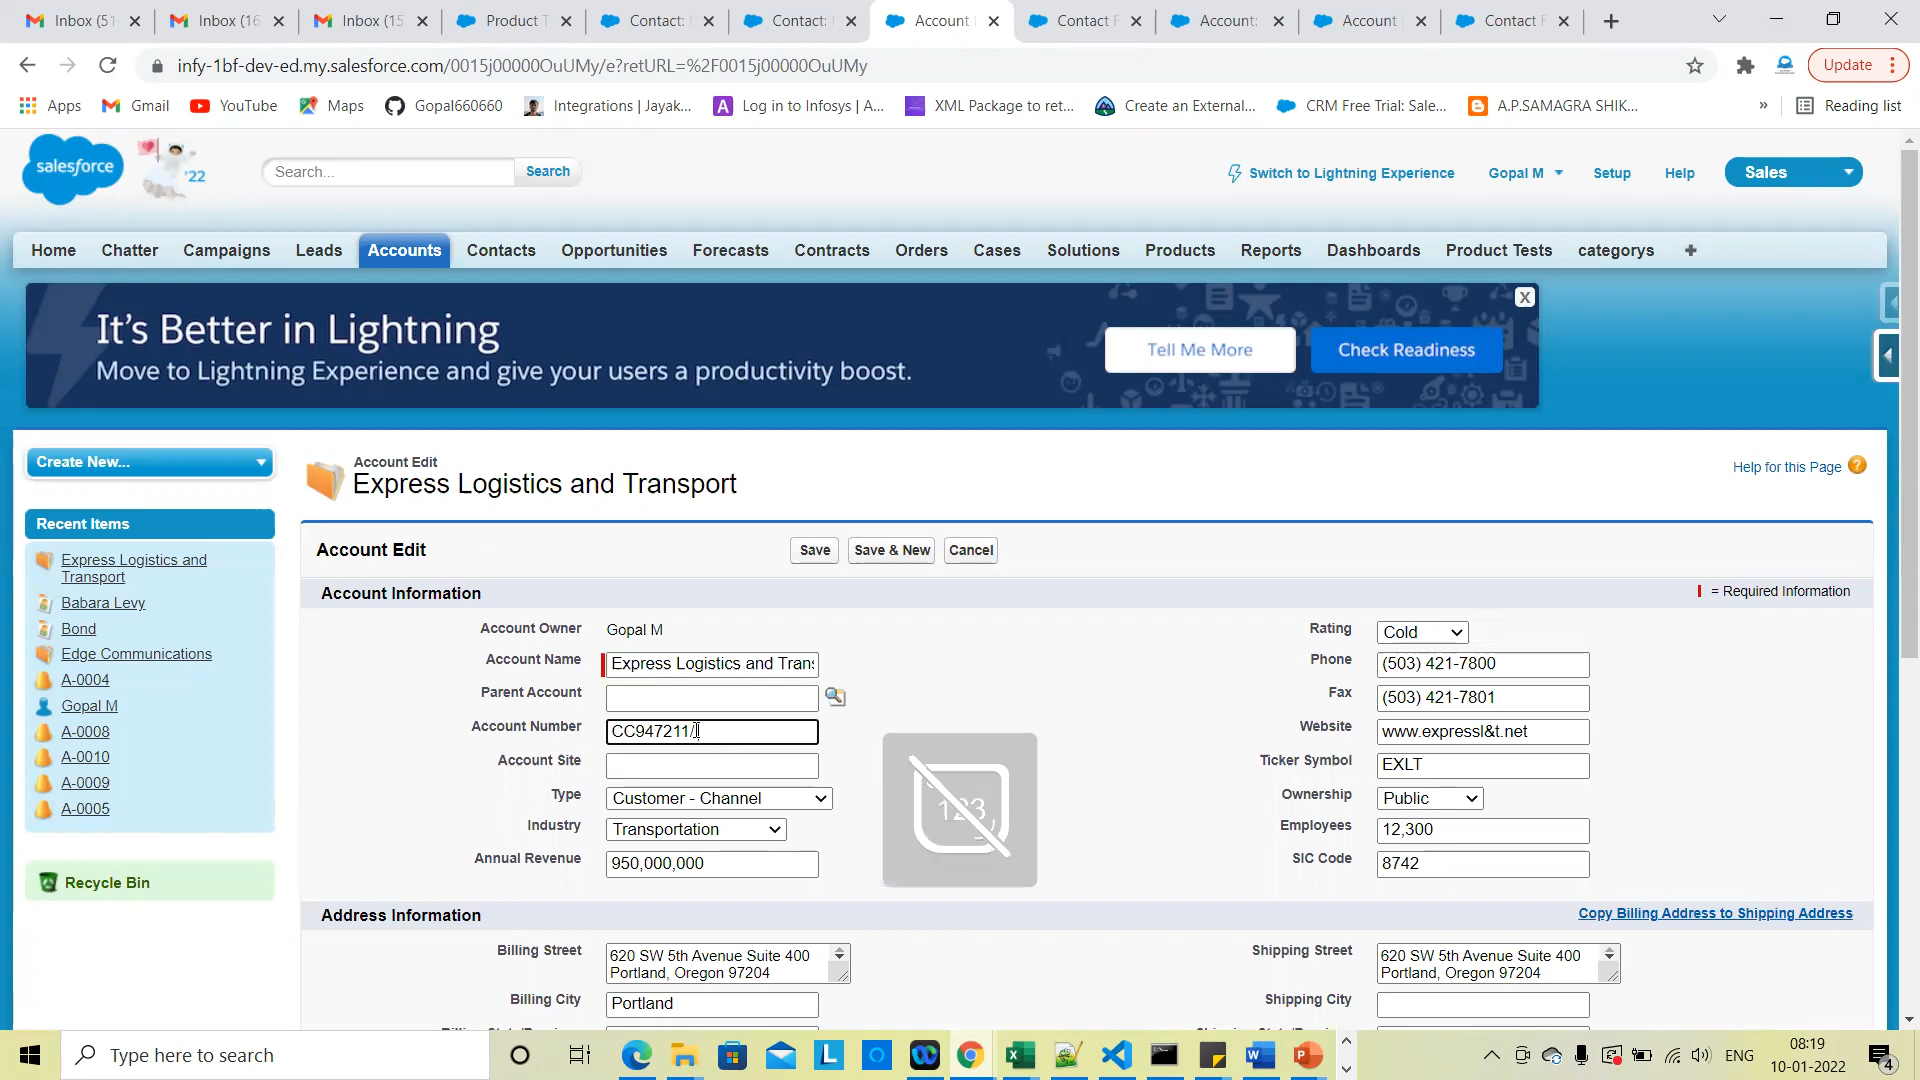 Inbox (51
Inbox (16
Inbox (15
Product T
Contact:
Contact:
Account
Contact F
Account:
Account
Contact F
infy-1bf-dev-ed.my.salesforce.com/0015j00000OuUMy/e?retURL=%2F0015j00000OuUMy
Update
Apps
Gmail
YouTube
Maps
Gopal660060
Integrations | Jayak...
Log in to Infosys | A...
XML Package to ret...
Create an External...
CRM Free Trial: Sale...
A.P.SAMAGRA SHIK...
»
Reading list
salesforce
'22
Search...
Search
Switch to Lightning Experience
Gopal M
Setup
Help
Sales
Home
Chatter
Campaigns
Leads
Accounts
Contacts
Opportunities
Forecasts
Contracts
Orders
Cases
Solutions
Products
Reports
Dashboards
Product Tests
categorys
+
It's Better in Lightning
Move to Lightning Experience and give your users a productivity boost.
Tell Me More
Check Readiness
X
Create New...
Recent Items
Express Logistics and
Transport
Babara Levy
Bond
Edge Communications
A-0004
Gopal M
A-0008
A-0010
A-0009
A-0005
Recycle Bin
Account Edit
Express Logistics and Transport
Help for this Page
?
Account Edit
Save
Save & New
Cancel
Account Information
= Required Information
Account Owner
Gopal M
Account Name
Express Logistics and Trans
Parent Account
Account Number
CC947211/
Account Site
Type
Customer - Channel
Industry
Transportation
Annual Revenue
950,000,000
123
Rating
Cold
Phone
(503) 421-7800
Fax
(503) 421-7801
Website
www.expressl&t.net
Ticker Symbol
EXLT
Ownership
Public
Employees
12,300
SIC Code
8742
Address Information
Copy Billing Address to Shipping Address
Billing Street
620 SW 5th Avenue Suite 400
Portland, Oregon 97204
Billing City
Portland
Shipping Street
620 SW 5th Avenue Suite 400
Portland, Oregon 97204
Shipping City
Type here to search
ENG
08:19
10-01-2022
4